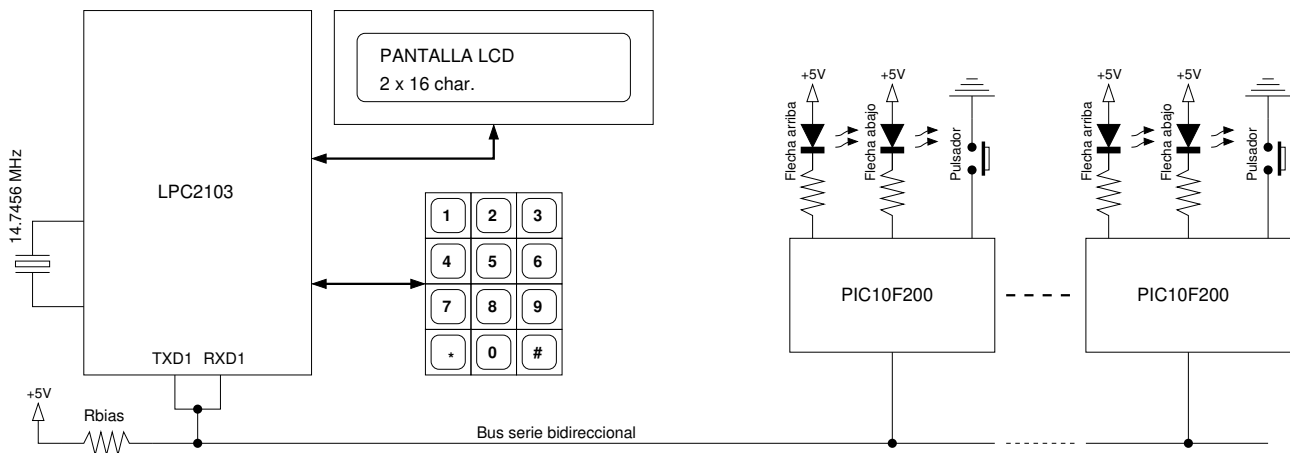 PANTALLA LCD
2 x 16 char.
LPC2103
14.7456 MHz
1 2 3
4 5 6
7 8 9
* 0 #
TXD1 RXD1
+5V
Rbias
Bus serie bidireccional
+5V
+5V
Flecha arriba
Flecha abajo
Pulsador
PIC10F200
+5V
+5V
Flecha arriba
Flecha abajo
Pulsador
PIC10F200